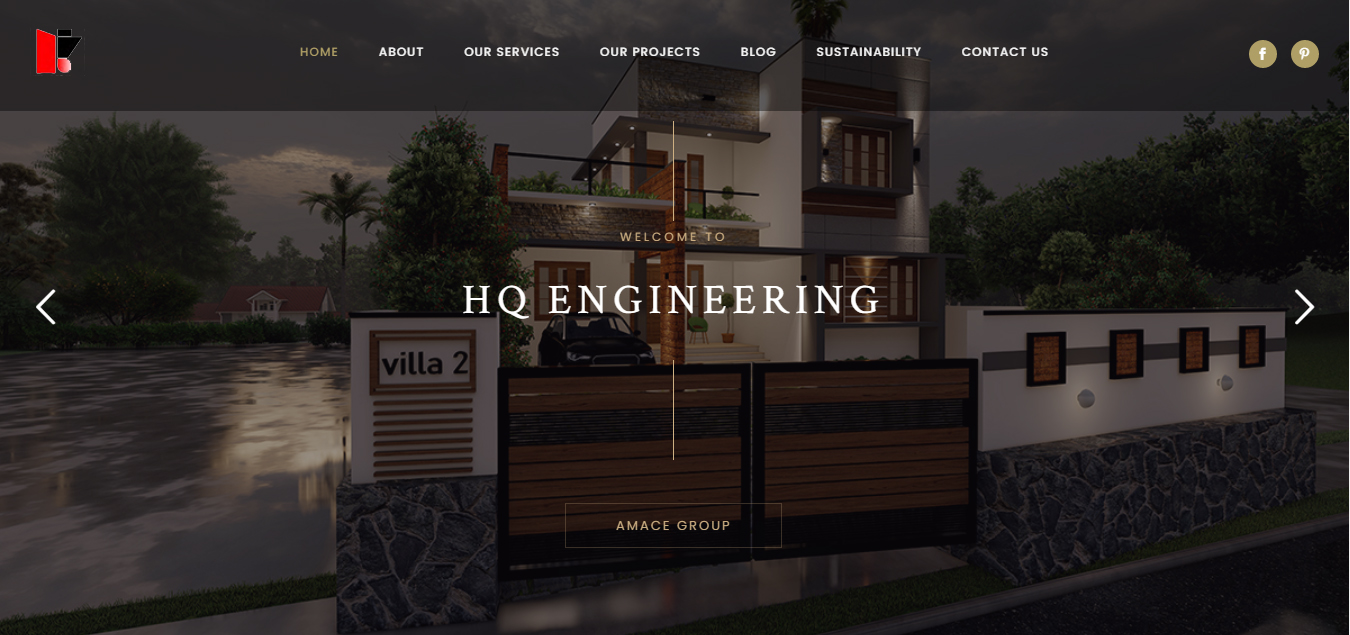 HOME ABOUT OUR SERVICES OUR PROJECTS BLOG SUSTAINABILITY CONTACT US
WELCOME TO
HQ ENGINEERING
villa 2
AMACE GROUP